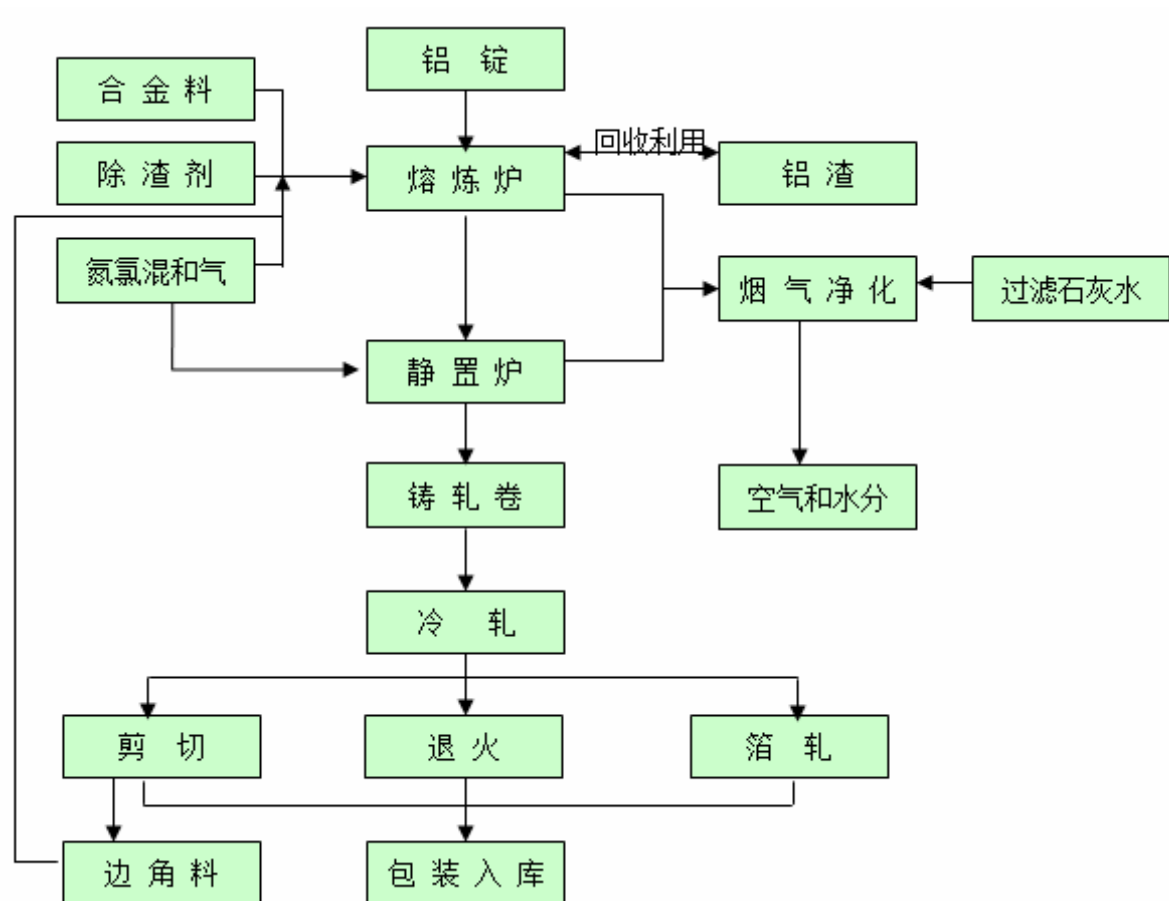 铝 锭
合 金 料
回收利用
除 渣 剂
熔 炼 炉
铝 渣
氮氯混和气
烟 气 净 化
过滤石灰水
静 置 炉
铸 轧 卷
空气和水分
冷 轧
剪 切
退 火
箔 轧
边 角 料
包 装 入 库